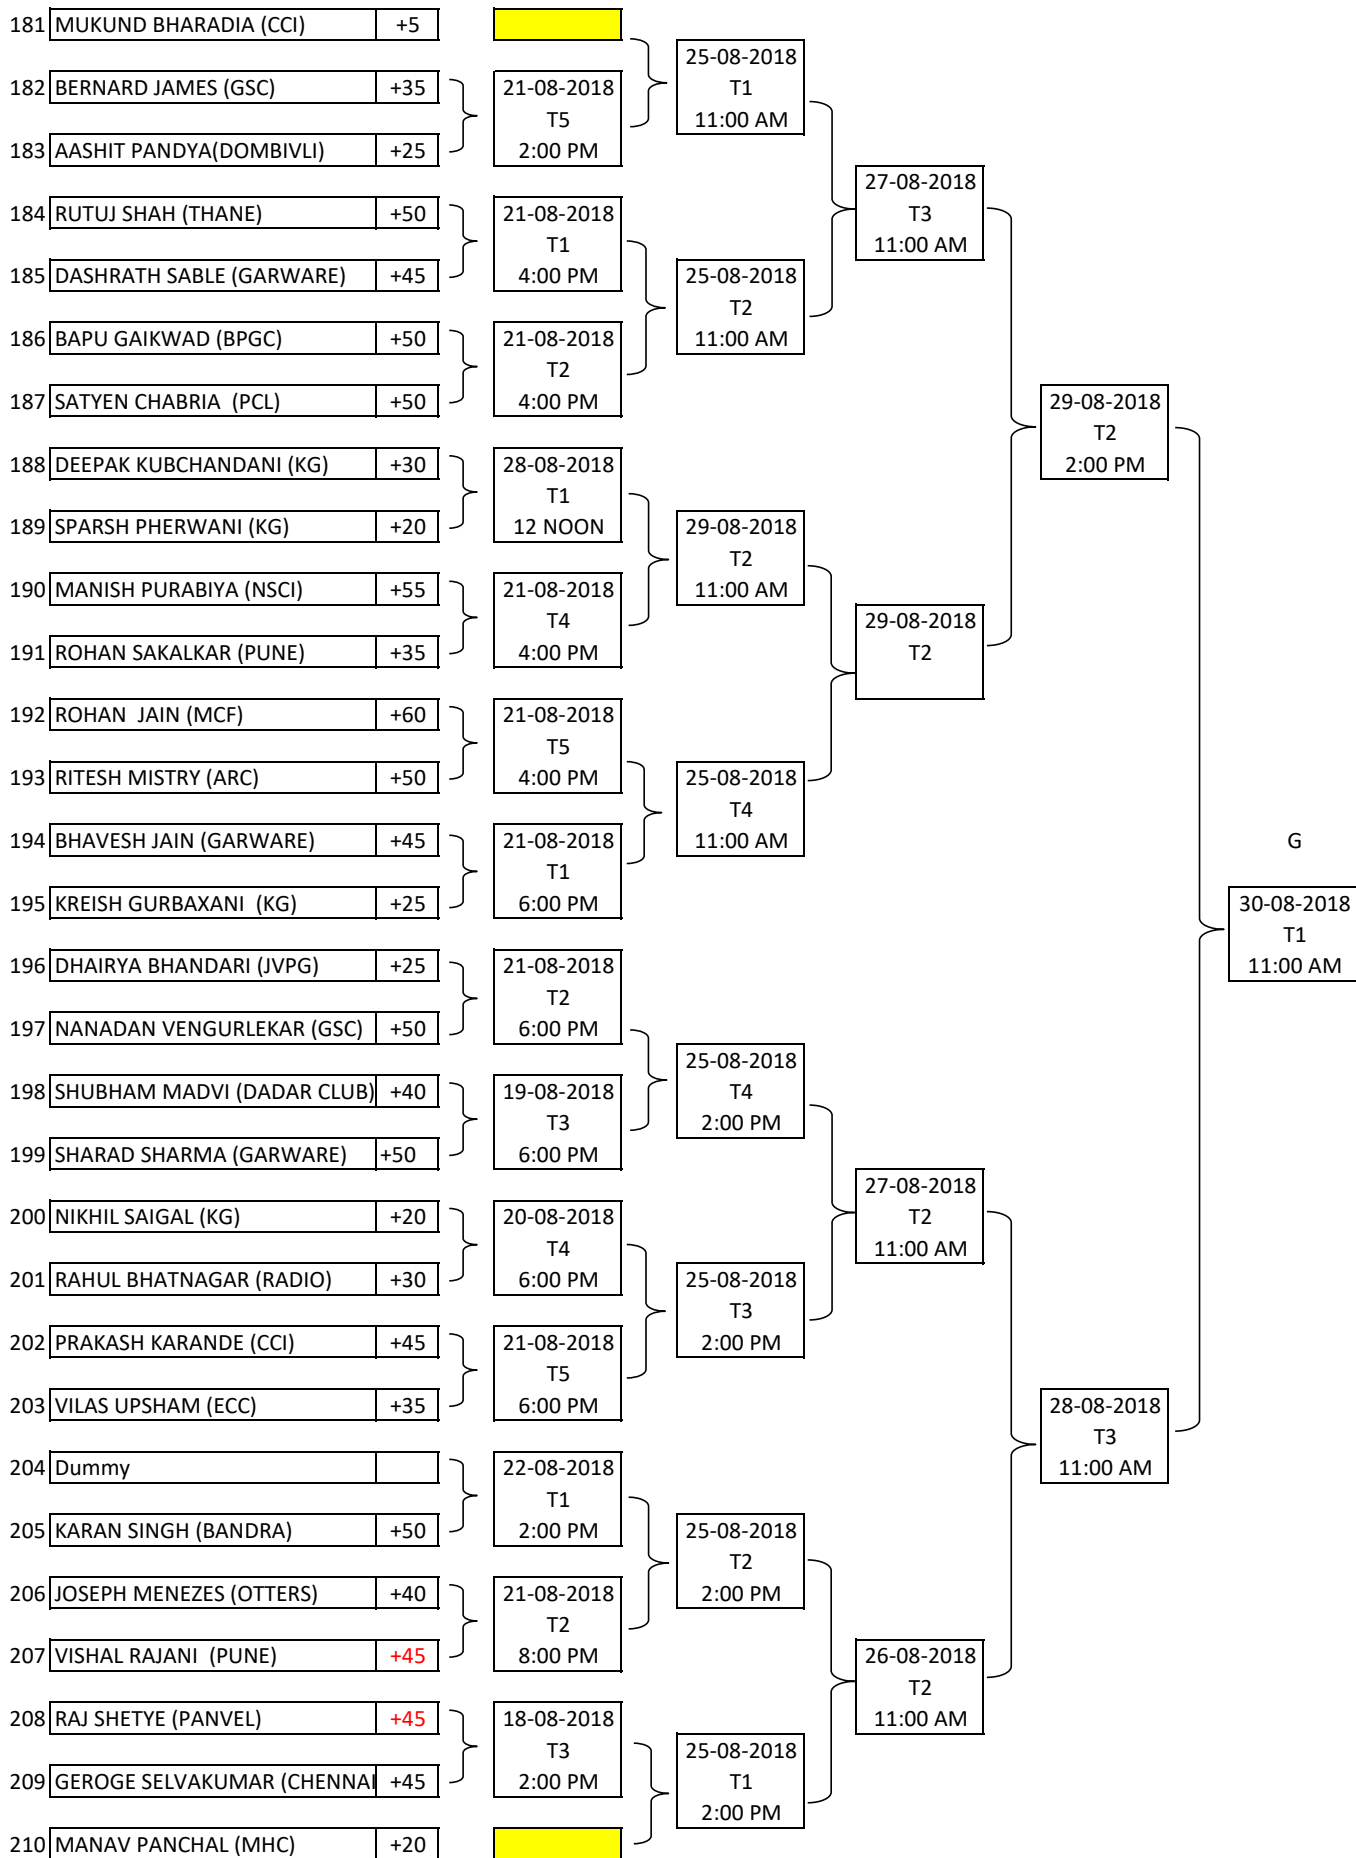 181 MUKUND BHARADIA (CCI) +5
25-08-2018
182 BERNARD JAMES (GSC) +35 21-08-2018 T1
T5 11:00 AM
183 AASHIT PANDYA(DOMBIVLI) +25 2:00 PM
27-08-2018
184 RUTUJ SHAH (THANE) +50 21-08-2018 T3
T1 11:00 AM
185 DASHRATH SABLE (GARWARE) +45 4:00 PM 25-08-2018
T2
186 BAPU GAIKWAD (BPGC) +50 21-08-2018 11:00 AM
T2
187 SATYEN CHABRIA (PCL) +50 4:00 PM 29-08-2018
T2
188 DEEPAK KUBCHANDANI (KG) +30 28-08-2018 2:00 PM
T1
189 SPARSH PHERWANI (KG) +20 12 NOON 29-08-2018
T2
190 MANISH PURABIYA (NSCI) +55 21-08-2018 11:00 AM
T4 29-08-2018
191 ROHAN SAKALKAR (PUNE) +35 4:00 PM T2
192 ROHAN JAIN (MCF) +60 21-08-2018
T5
193 RITESH MISTRY (ARC) +50 4:00 PM 25-08-2018
T4
194 BHAVESH JAIN (GARWARE) +45 21-08-2018 11:00 AM G
T1
195 KREISH GURBAXANI (KG) +25 6:00 PM 30-08-2018
T1
196 DHAIRYA BHANDARI (JVPG) +25 21-08-2018 11:00 AM
T2
197 NANADAN VENGURLEKAR (GSC) +50 6:00 PM
25-08-2018
198 SHUBHAM MADVI (DADAR CLUB) +40 19-08-2018 T4
T3 2:00 PM
199 SHARAD SHARMA (GARWARE) +50 6:00 PM
27-08-2018
200 NIKHIL SAIGAL (KG) +20 20-08-2018 T2
T4 11:00 AM
201 RAHUL BHATNAGAR (RADIO) +30 6:00 PM 25-08-2018
T3
202 PRAKASH KARANDE (CCI) +45 21-08-2018 2:00 PM
T5
203 VILAS UPSHAM (ECC) +35 6:00 PM 28-08-2018
T3
204 Dummy 22-08-2018 11:00 AM
T1
205 KARAN SINGH (BANDRA) +50 2:00 PM 25-08-2018
T2
206 JOSEPH MENEZES (OTTERS) +40 21-08-2018 2:00 PM
T2
207 VISHAL RAJANI (PUNE) +45 8:00 PM 26-08-2018
T2
208 RAJ SHETYE (PANVEL) +45 18-08-2018 11:00 AM
T3 25-08-2018
209 GEROGE SELVAKUMAR (CHENNAI +45 2:00 PM T1
2:00 PM
210 MANAV PANCHAL (MHC) +20